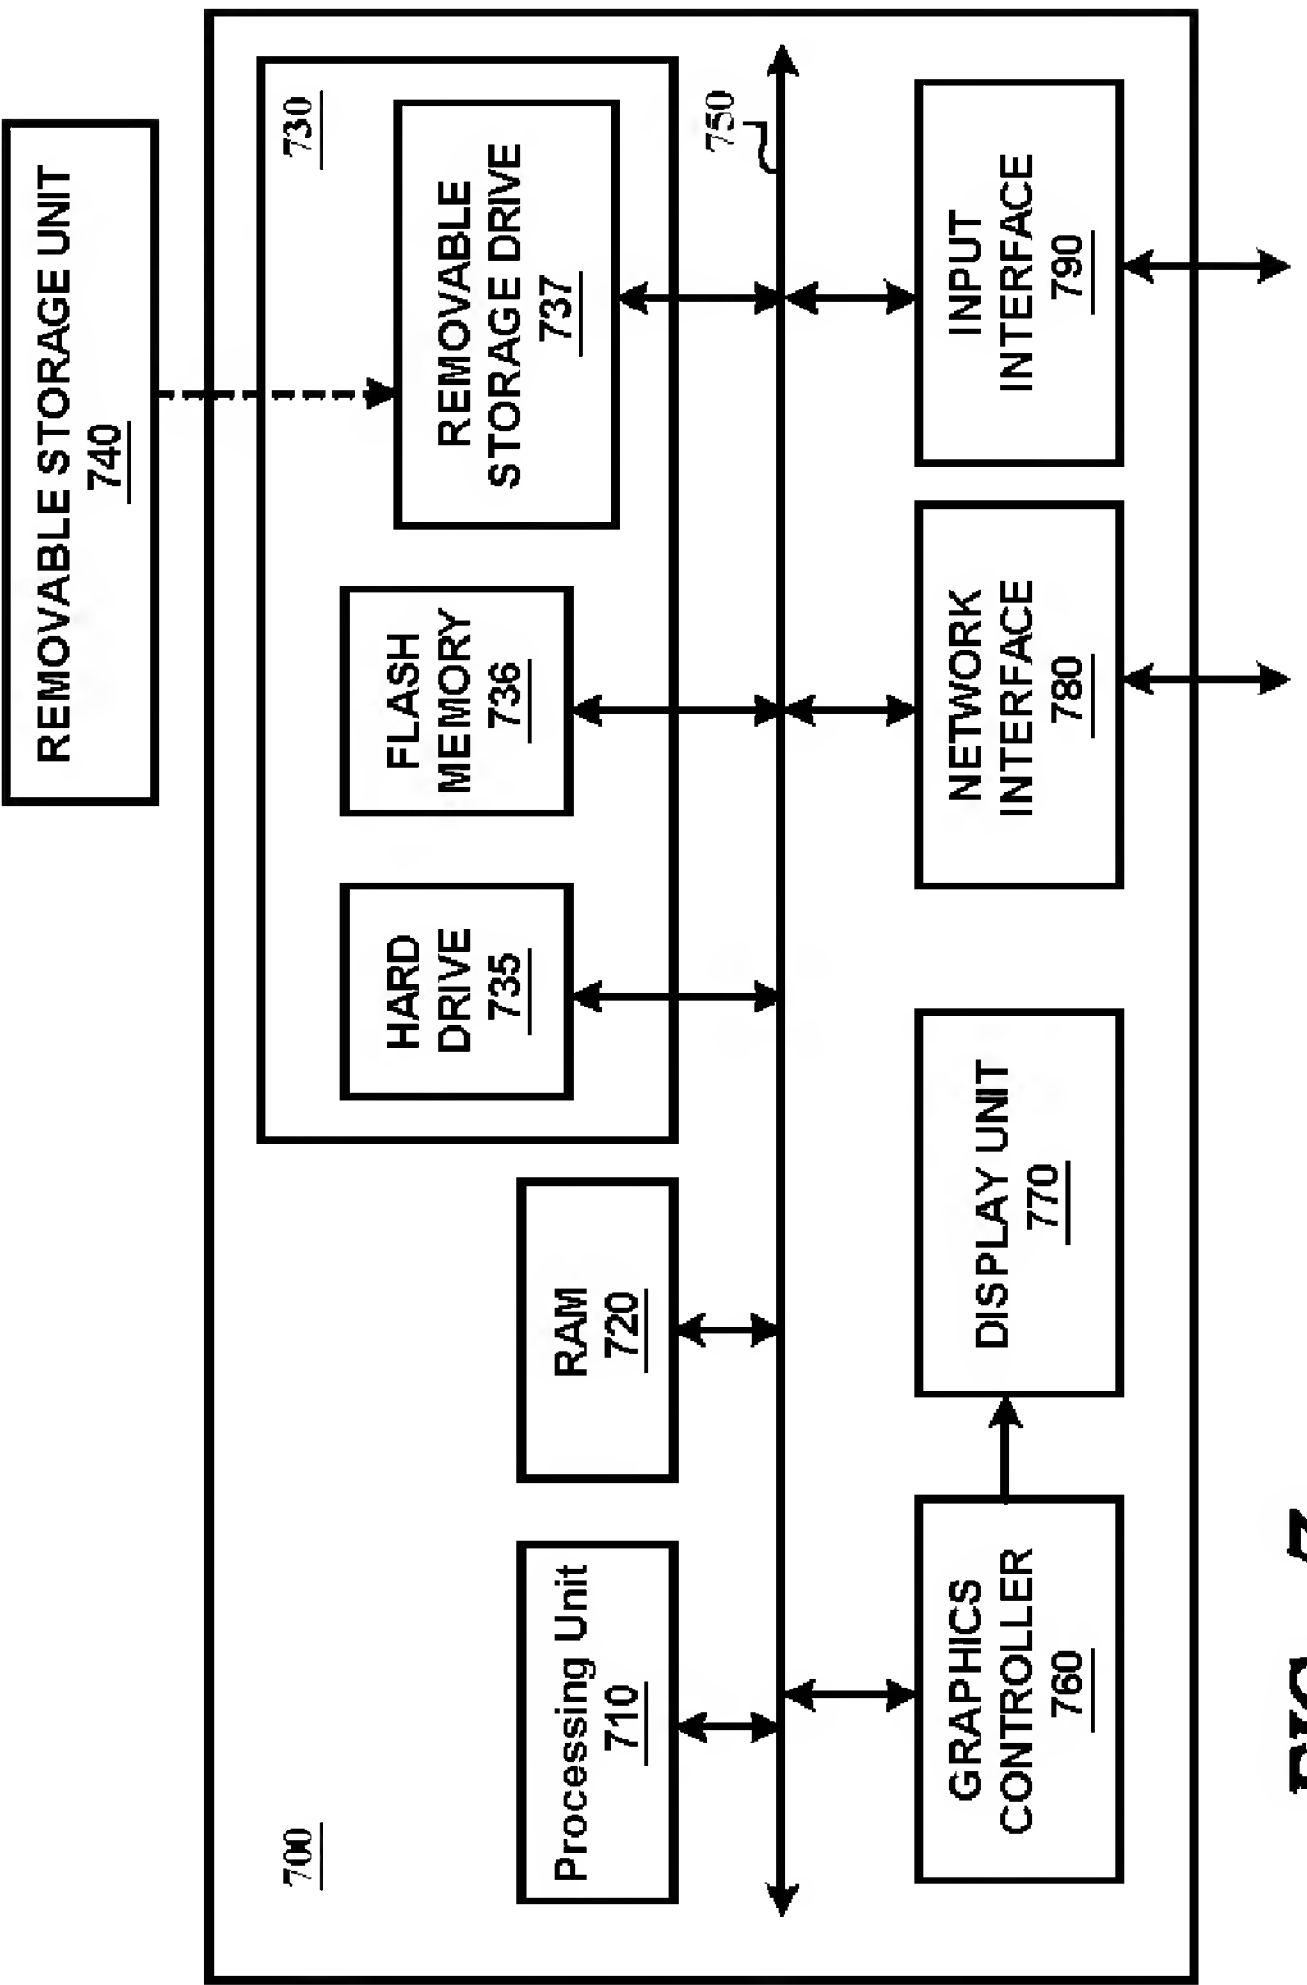 REMOVABLE STORAGE UNIT
740
700
730
Processing Unit
710
RAM
720
HARD
DRIVE
735
FLASH
MEMORY
736
REMOVABLE
STORAGE DRIVE
737
750
GRAPHICS
CONTROLLER
760
DISPLAY UNIT
770
NETWORK
INTERFACE
780
INPUT
INTERFACE
790